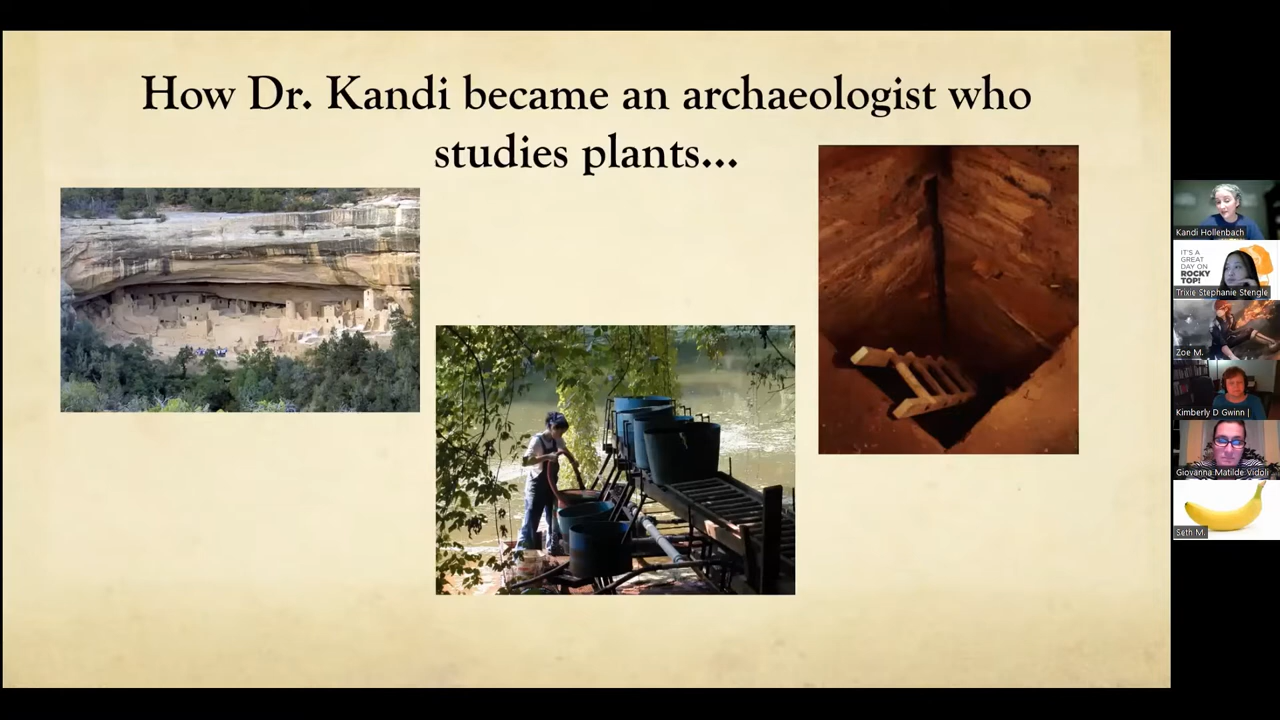 How Dr. Kandi became an archaeologist who
studies plants...
Kandi Hollenbach
IT'S A
GREAT
DAY ON
ROCKY
TOP!
Trixie Stephanie Stengle
Zoe M.
Kimberly D Gwinn |
Giovanna Matilde Vidoli
Seth M.